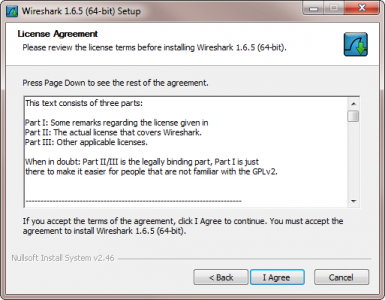 Wireshark 1.6.5 (64-bit) Setup
License Agreement
Please review the license terms before installing Wireshark 1.6.5 (64-bit).
Press Page Down to see the rest of the agreement.
This text consists of three parts:
Part I: Some remarks regarding the license given in
Part II: The actual license that covers Wireshark.
Part III: Other applicable licenses.
When in doubt: Part II/III is the legally binding part, Part I is just
there to make it easier for people that are not familiar with the GPLv2.
------------------------------------------------------------------------
If you accept the terms of the agreement, click I Agree to continue. You must accept the
agreement to install Wireshark 1.6.5 (64-bit).
Nullsoft Install System v2.46
< Back I Agree Cancel